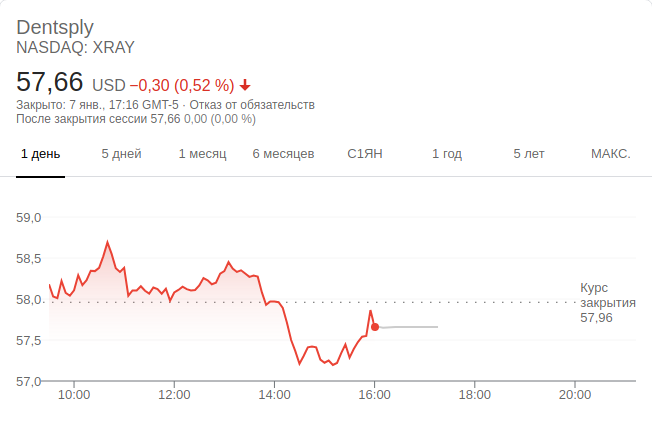 Dentsply
NASDAQ: XRAY
57,66 USD −0,30 (0,52 %)
Закрыто: 7 янв., 17:16 GMT-5 · Отказ от обязательств
После закрытия сессии 57,66 0,00 (0,00 %)
1 день 5 дней 1 месяц 6 месяцев С1ЯН 1 год 5 лет МАКС.
59,0
58,5
58,0
57,5
57,0
Курс
закрытия
57,96
10:00 12:00 14:00 16:00 18:00 20:00